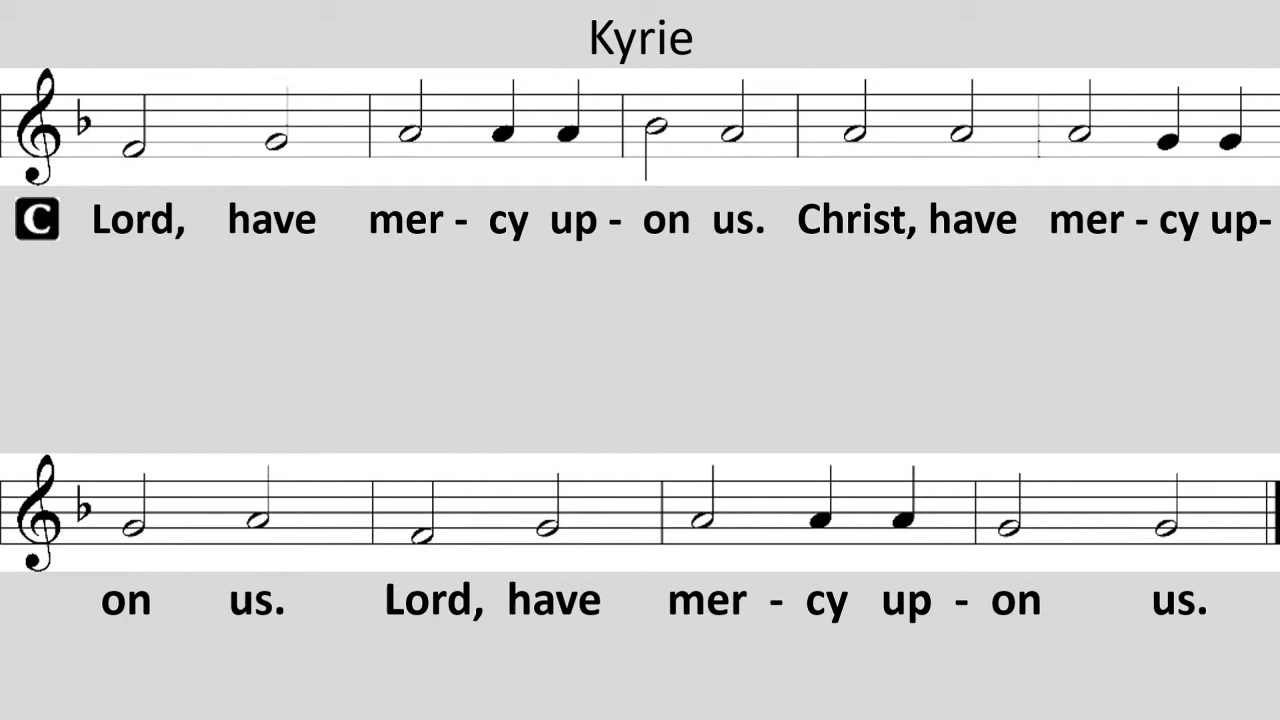 Kyrie
C Lord, have mer - cy up - on us. Christ, have mer - cy up-
on us. Lord, have mer - cy up - on us.